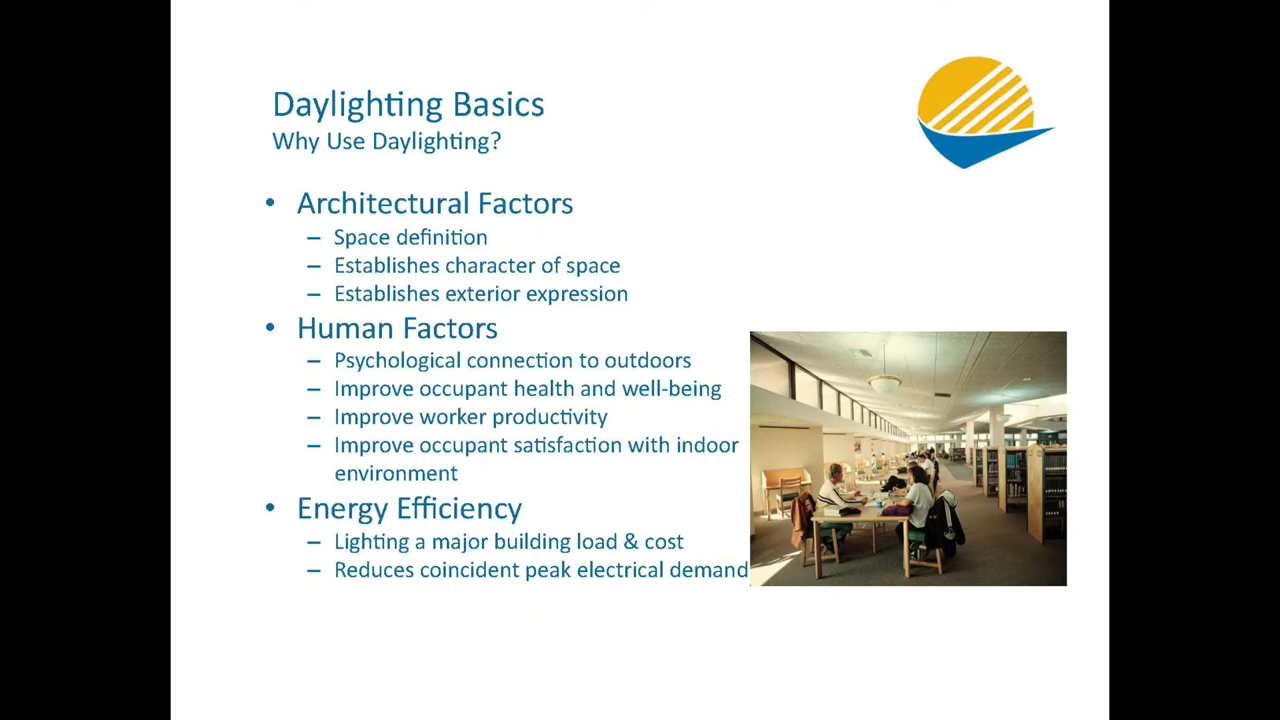 Daylighting Basics
Why Use Daylighting?
• Architectural Factors
– Space definition
– Establishes character of space
– Establishes exterior expression
• Human Factors
– Psychological connection to outdoors
– Improve occupant health and well-being
– Improve worker productivity
– Improve occupant satisfaction with indoor
environment
• Energy Efficiency
– Lighting a major building load & cost
– Reduces coincident peak electrical demand